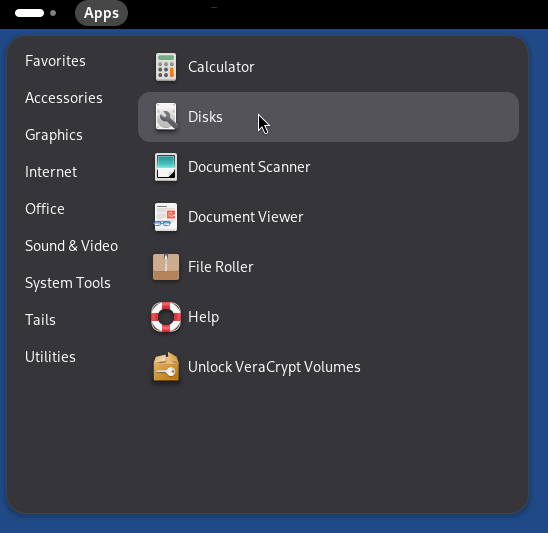 Apps
Favorites
Accessories
Graphics
Internet
Office
Sound & Video
System Tools
Tails
Utilities
Calculator
Disks
Document Scanner
Document Viewer
File Roller
Help
Unlock VeraCrypt Volumes